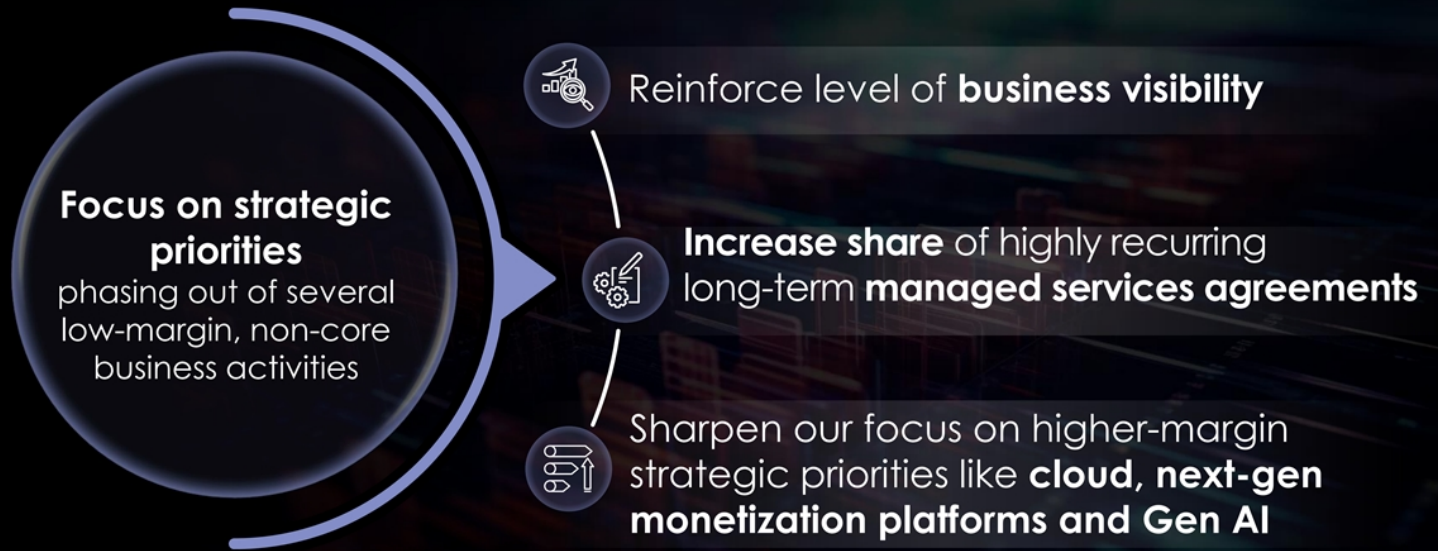 Focus on strategic
priorities
phasing out of several
low-margin, non-core
business activities
Reinforce level of business visibility
Increase share of highly recurring
long-term managed services agreements
Sharpen our focus on higher-margin
strategic priorities like cloud, next-gen
monetization platforms and Gen AI